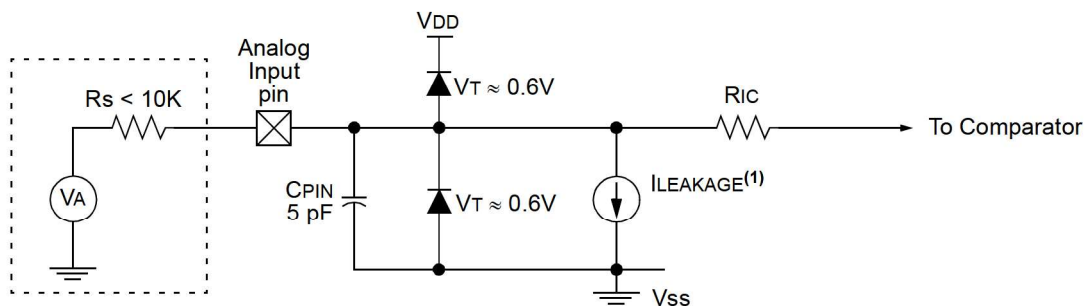 VDD
Analog
Input
pin
Rs < 10K
VT ≈ 0.6V
RIC
To Comparator
VA
CPIN
5 pF
VT ≈ 0.6V
ILEAKAGE(1)
Vss